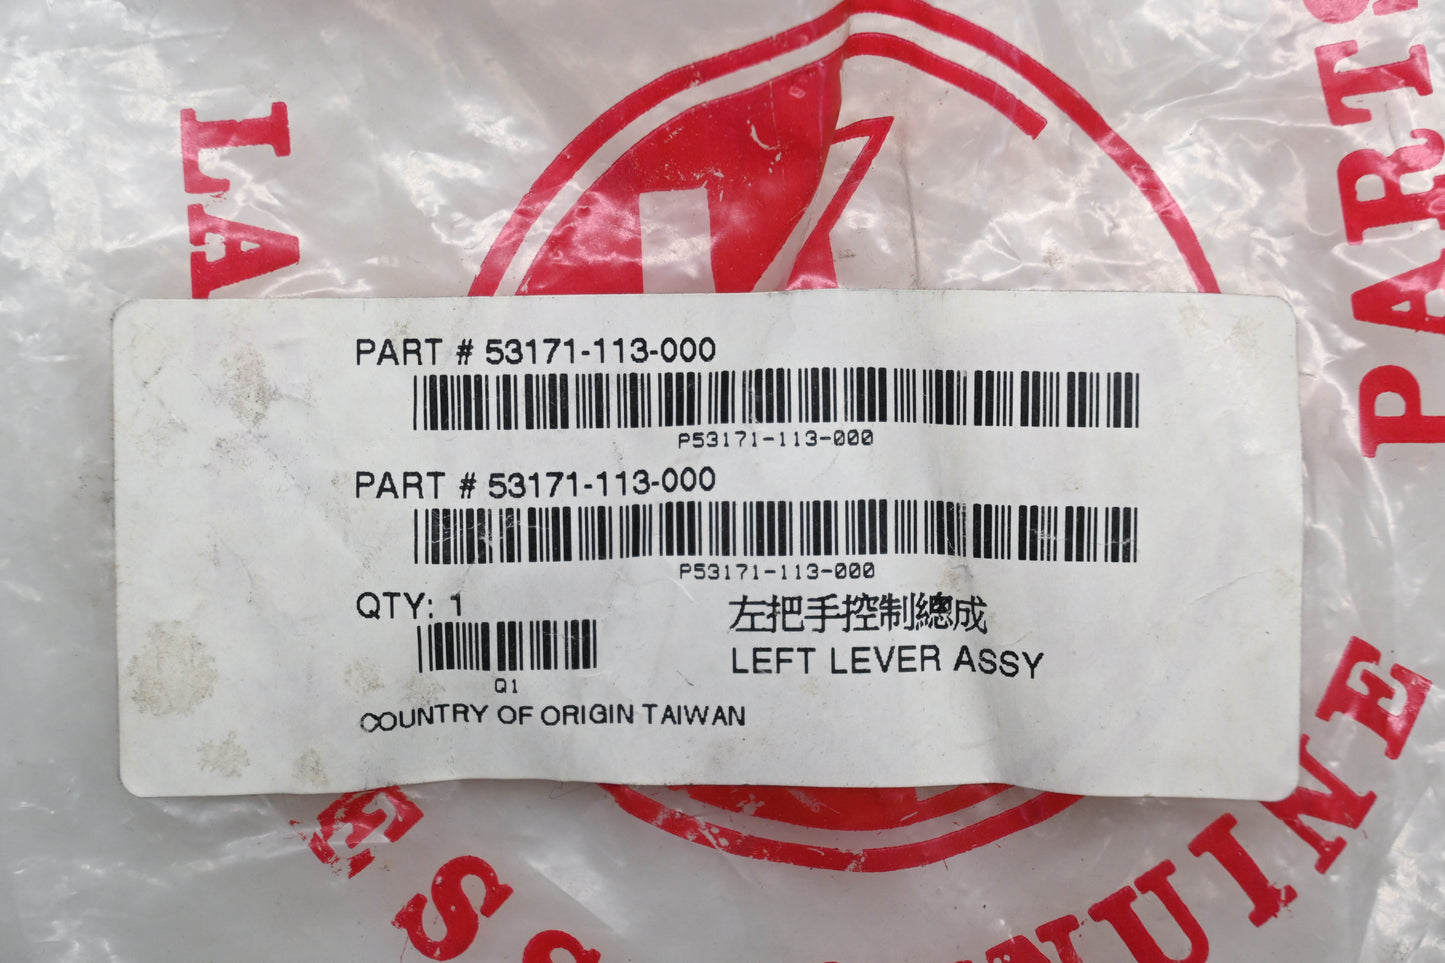 PART # 53171-113-000
P53171-113-000
PART # 53171-113-000
P53171-113-000
QTY: 1
Q1
左把手控制總成
LEFT LEVER ASSY
COUNTRY OF ORIGIN TAIWAN
PARTS